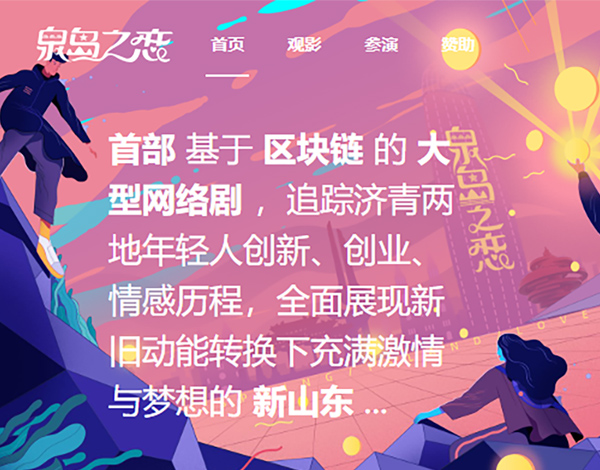 泉岛之恋
首页 观影 参演 赞助
首部 基于 区块链 的 大
型网络剧 ，追踪济青两
地年轻人创新、创业、
情感历程，全面展现新
旧动能转换下充满激情
与梦想的 新山东 ...
泉岛之恋